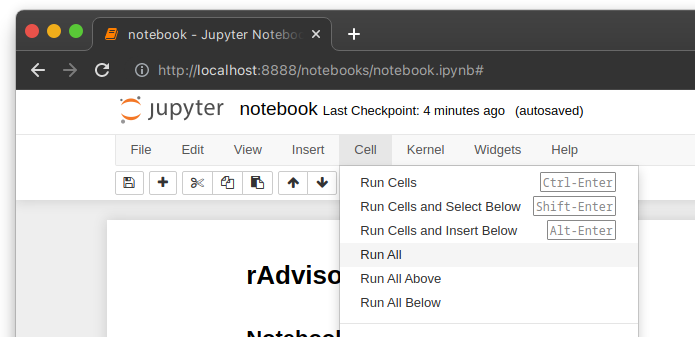 notebook - Jupyter Noteboo
http://localhost:8888/notebooks/notebook.ipynb#
jupyter notebook Last Checkpoint: 4 minutes ago (autosaved)
File Edit View Insert Cell Kernel Widgets Help
Run Cells Ctrl-Enter
Run Cells and Select Below Shift-Enter
Run Cells and Insert Below Alt-Enter
Run All
Run All Above
Run All Below
rAdviso
Notebook